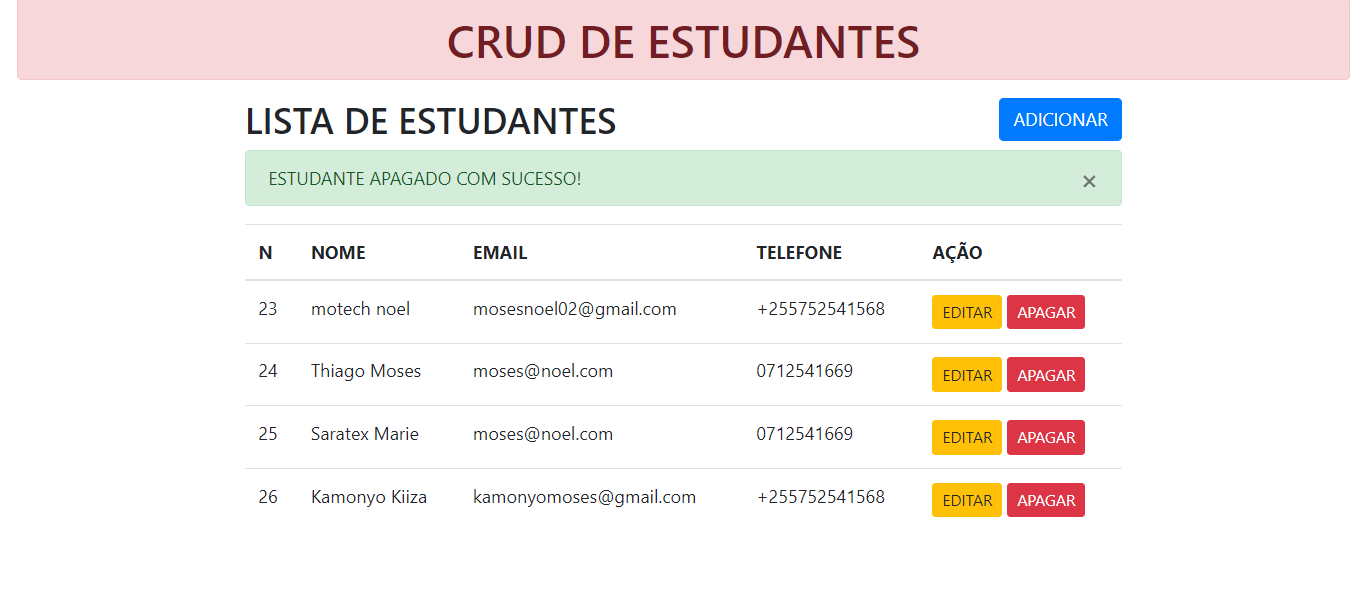 CRUD DE ESTUDANTES
LISTA DE ESTUDANTES ADICIONAR
ESTUDANTE APAGADO COM SUCESSO! ×
N NOME EMAIL TELEFONE AÇÃO
23 motech noel mosesnoel02@gmail.com +255752541568 EDITAR APAGAR
24 Thiago Moses moses@noel.com 0712541669 EDITAR APAGAR
25 Saratex Marie moses@noel.com 0712541669 EDITAR APAGAR
26 Kamonyo Kiiza kamonyomoses@gmail.com +255752541568 EDITAR APAGAR